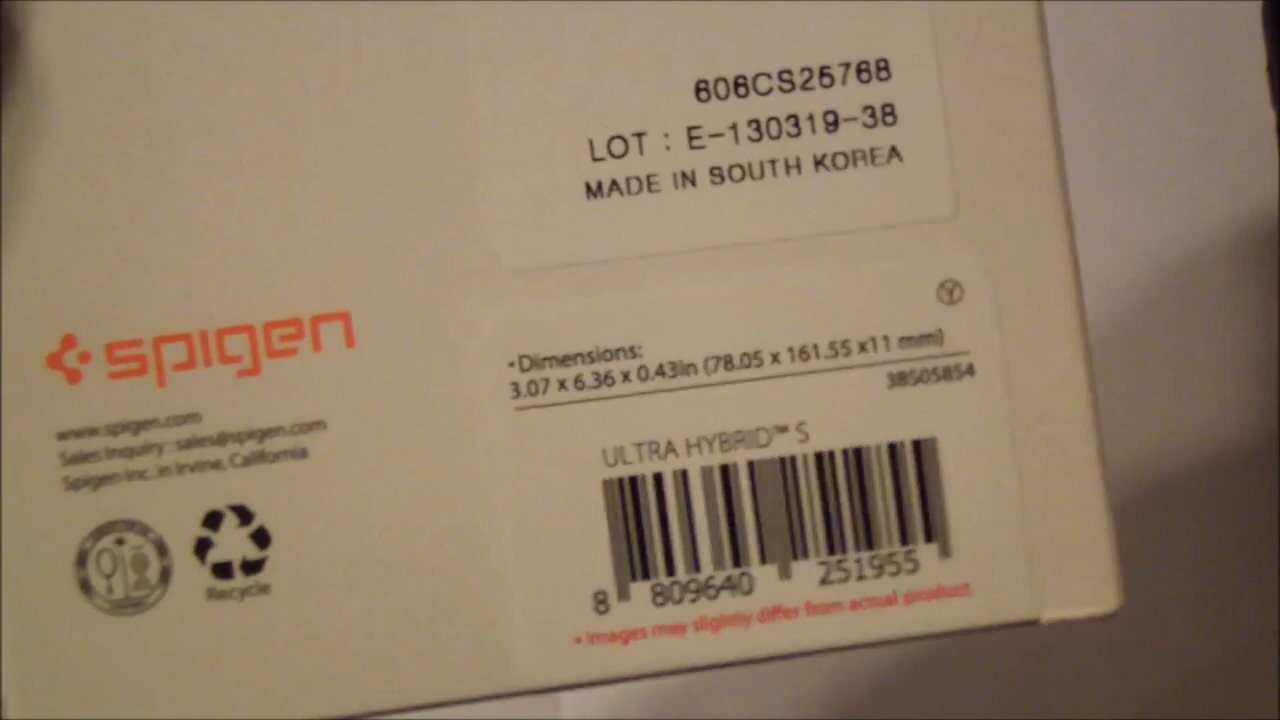 606CS25768
LOT : E-130319-38
MADE IN SOUTH KOREA
spigen
www.spigen.com
Sales Inquiry : sales@spigen.com
Spigen Inc. in Irvine, California
Recycle
•Dimensions:
3.07 x 6.36 x 0.43in (78.05 x 161.55 x11 mm)
38505854
ULTRA HYBRID™ S
8 809640 251955
• Images may slightly differ from actual product.